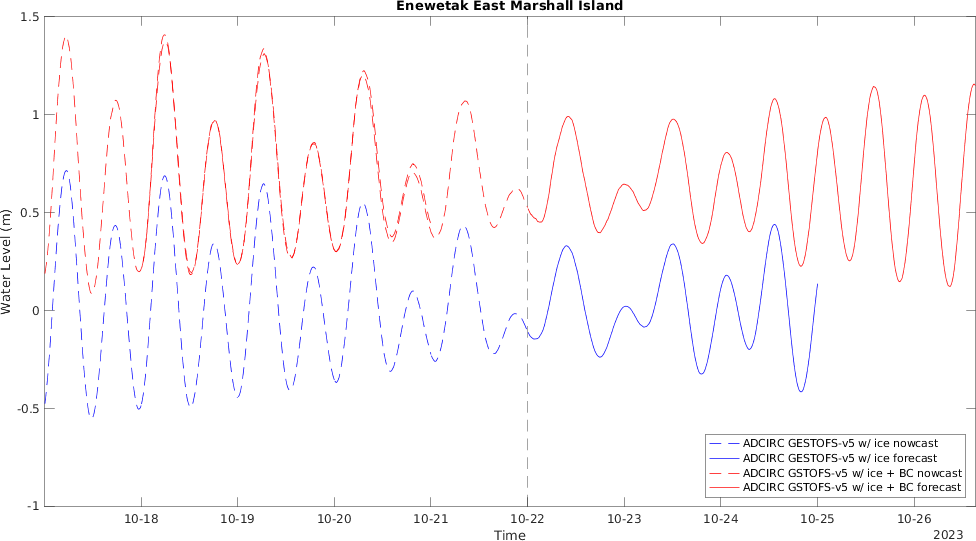 Enewetak East Marshall Island
1.5
1
0.5
0
-0.5
-1
Water Level (m)
ADCIRC GESTOFS-v5 w/ ice nowcast
ADCIRC GESTOFS-v5 w/ ice forecast
ADCIRC GSTOFS-v5 w/ ice + BC nowcast
ADCIRC GSTOFS-v5 w/ ice + BC forecast
10-18 10-19 10-20 10-21 10-22 10-23 10-24 10-25 10-26
Time
2023